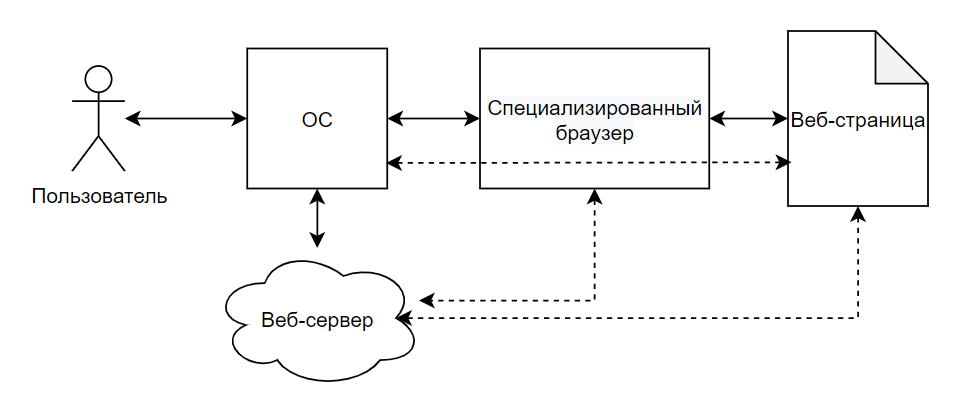 Пользователь
ОС
Специализированный
браузер
Веб-страница
Веб-сервер